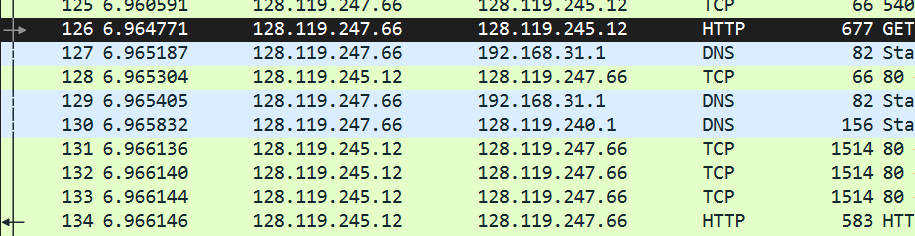 125 6.960591 128.119.247.66 128.119.245.12 TCP 66 540
126 6.964771 128.119.247.66 128.119.245.12 HTTP 677 GET
127 6.965187 128.119.247.66 192.168.31.1 DNS 82 Sta
128 6.965304 128.119.245.12 128.119.247.66 TCP 66 80
129 6.965405 128.119.247.66 192.168.31.1 DNS 82 Sta
130 6.965832 128.119.247.66 128.119.240.1 DNS 156 Sta
131 6.966136 128.119.245.12 128.119.247.66 TCP 1514 80
132 6.966140 128.119.245.12 128.119.247.66 TCP 1514 80
133 6.966144 128.119.245.12 128.119.247.66 TCP 1514 80
134 6.966146 128.119.245.12 128.119.247.66 HTTP 583 HTT